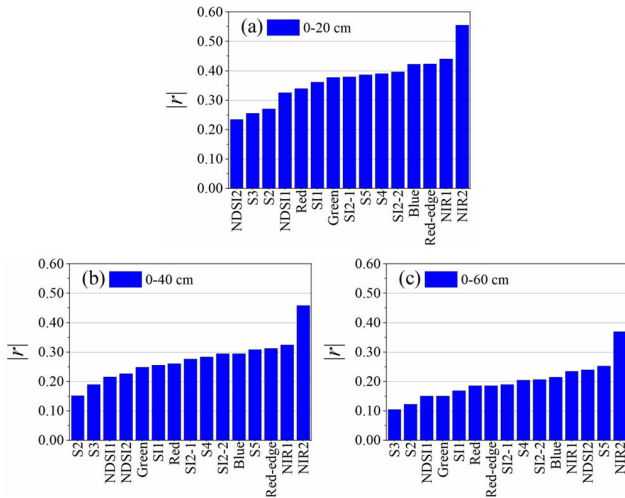 (a) 0-20 cm
|r|
0.60
0.50
0.40
0.30
0.20
0.10
0.00
NDSI2 S3 S2 NDSI1 Red SI1 Green SI2-1 S5 S4 SI2-2 Blue Red-edge NIR1 NIR2
(b) 0-40 cm
|r|
0.60
0.50
0.40
0.30
0.20
0.10
0.00
S2 S3 NDSI1 NDSI2 Green SI1 Red SI2-1 S4 SI2-2 Blue S5 Red-edge NIR1 NIR2
(c) 0-60 cm
|r|
0.60
0.50
0.40
0.30
0.20
0.10
0.00
S3 S2 NDSI1 Green SI1 Red Red-edge SI2-1 S4 SI2-2 Blue NIR1 NDSI2 S5 NIR2